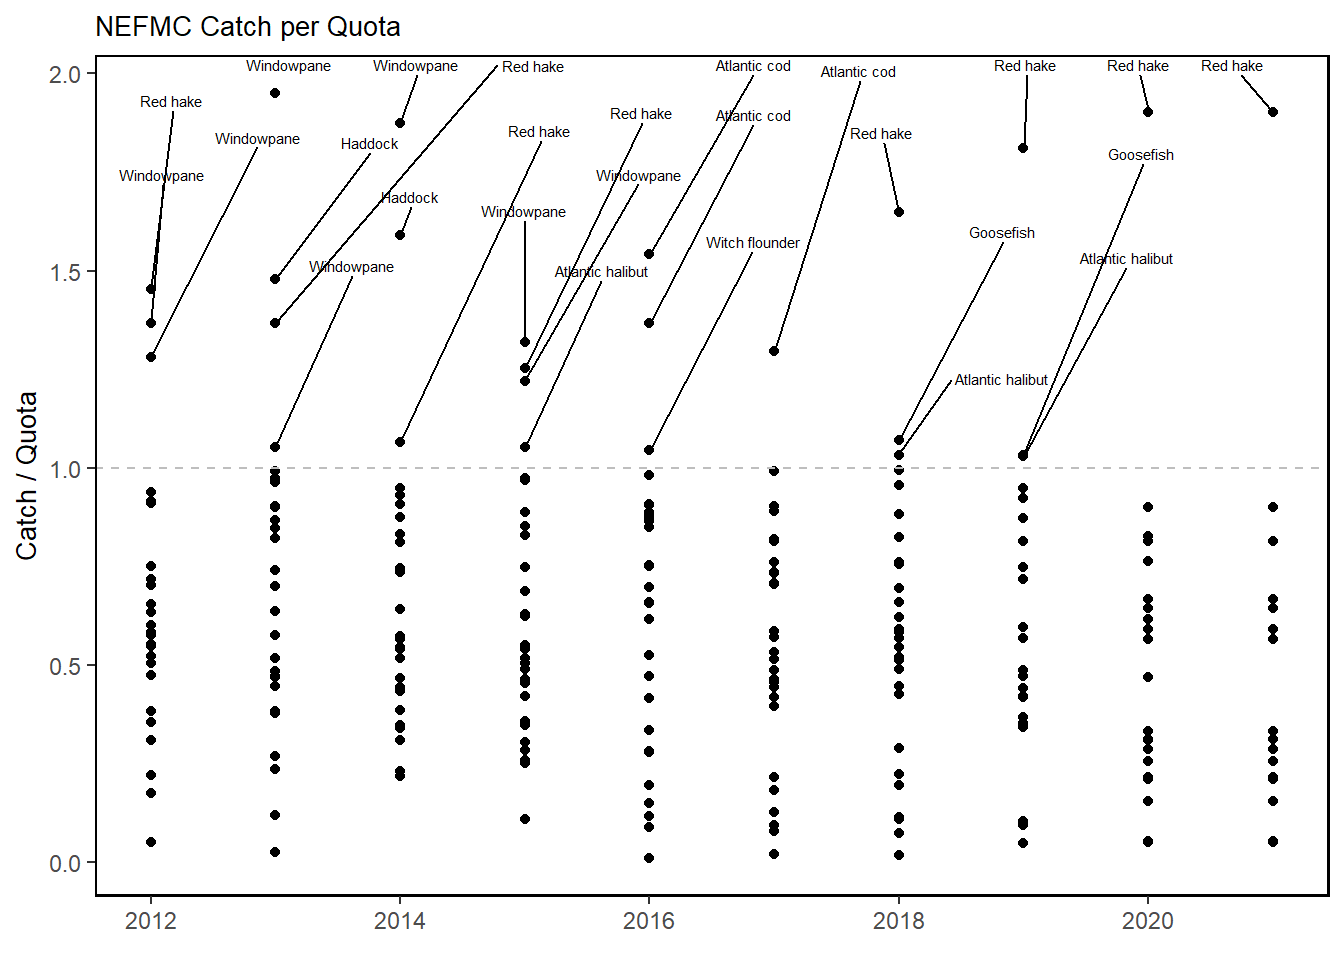 NEFMC Catch per Quota
Windowpane
Windowpane
Red hake
Atlantic cod
Atlantic cod
Red hake
Red hake
Red hake
Red hake
Windowpane
Haddock
Red hake
Red hake
Atlantic cod
Red hake
Goosefish
Windowpane
Haddock
Windowpane
Windowpane
Witch flounder
Goosefish
Windowpane
Atlantic halibut
Atlantic halibut
Atlantic halibut
Catch / Quota
2.0
1.5
1.0
0.5
0.0
2012
2014
2016
2018
2020